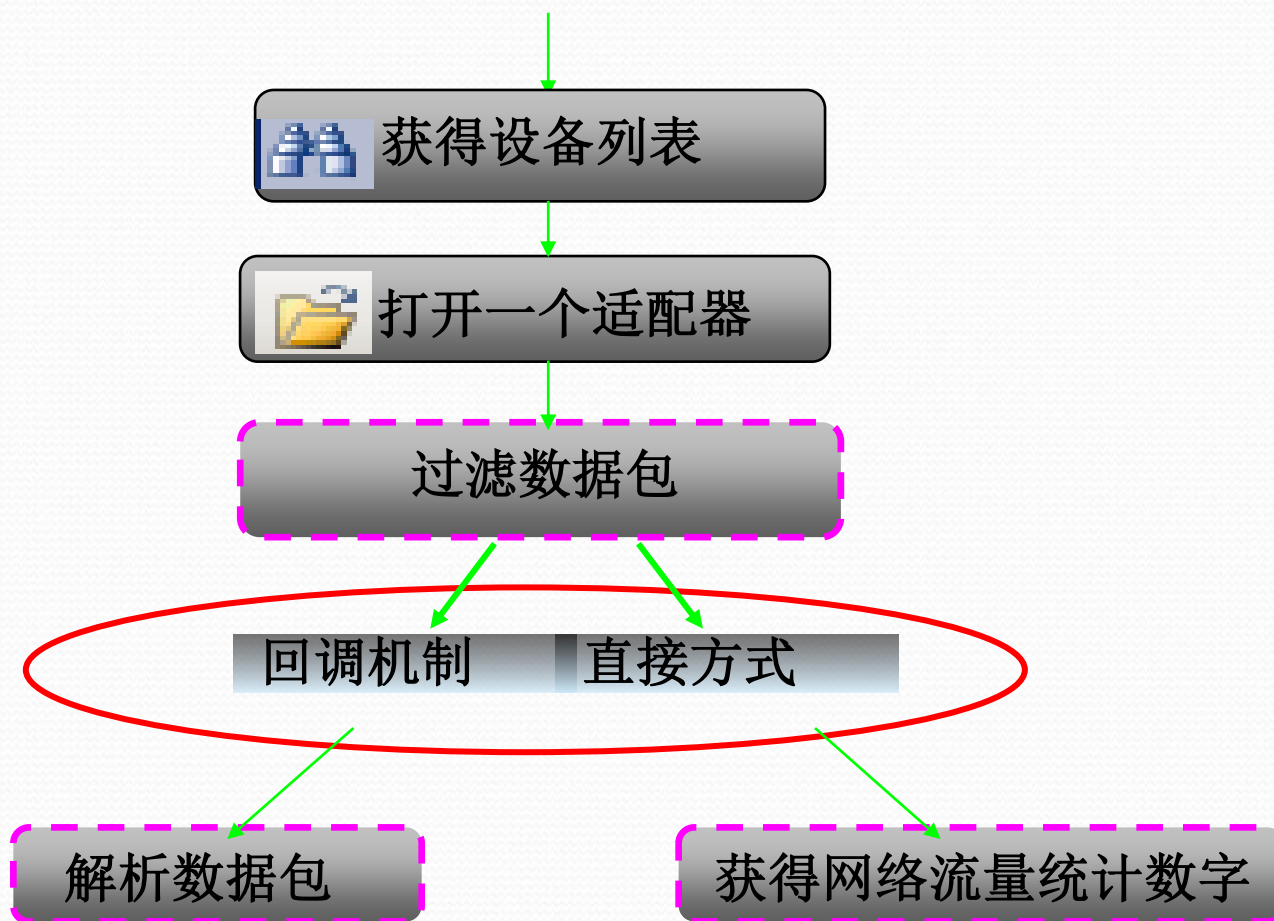 获得设备列表
打开一个适配器
过滤数据包
回调机制
直接方式
解析数据包
获得网络流量统计数字